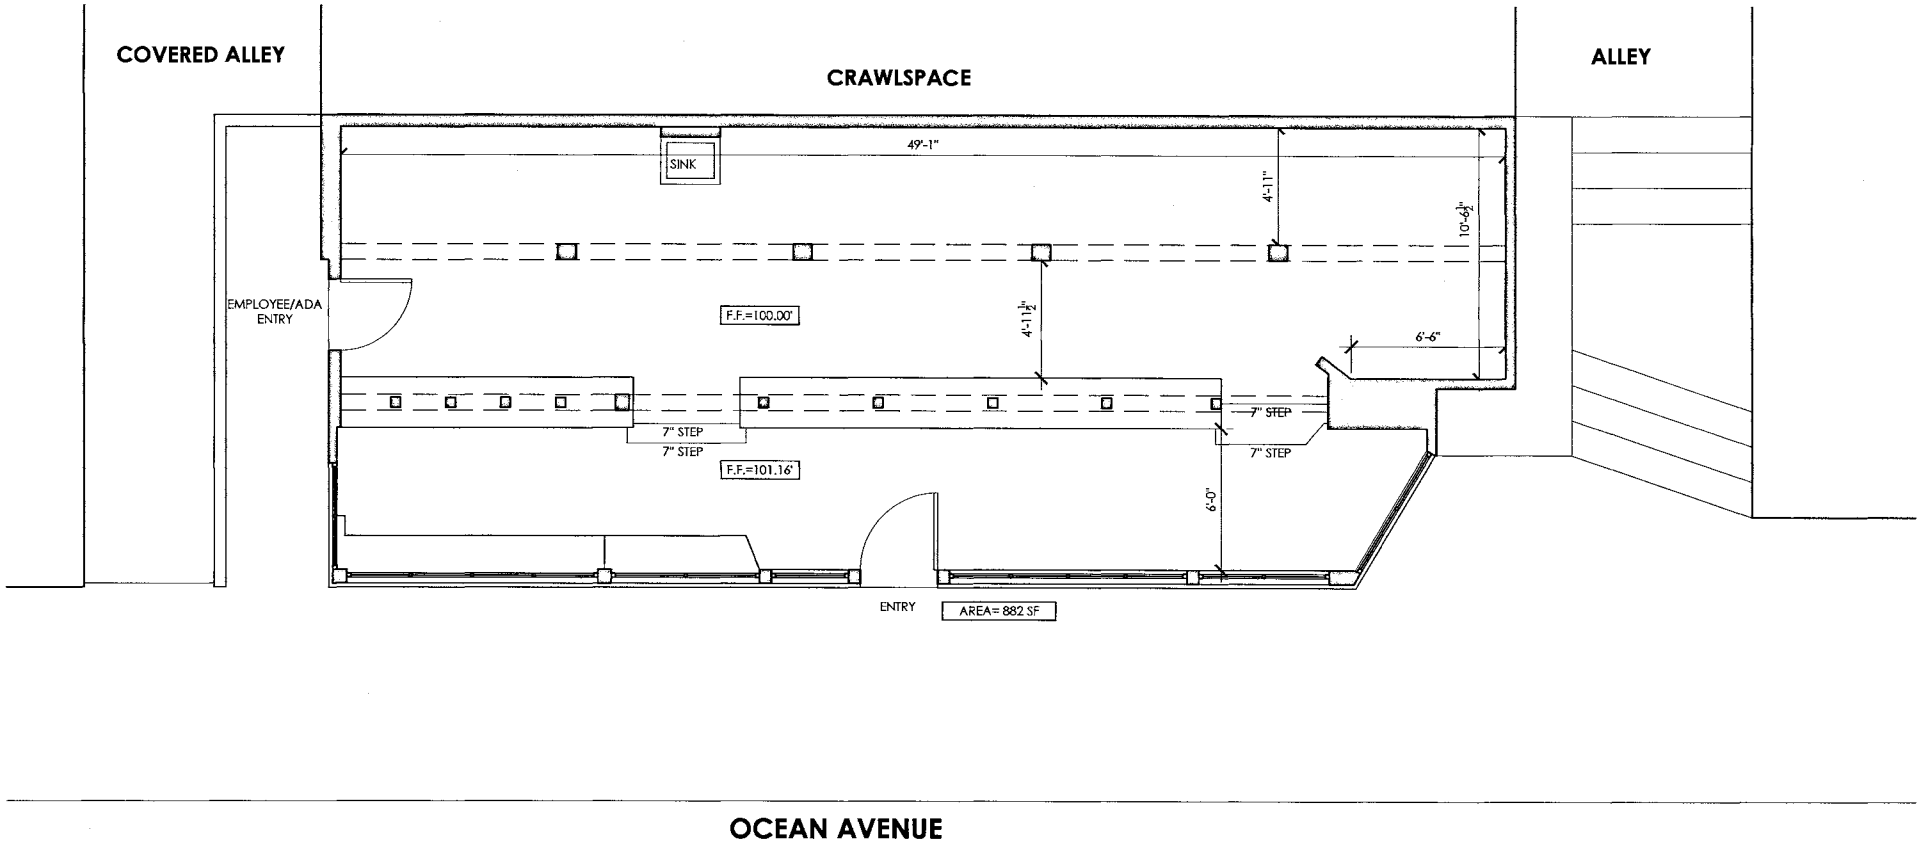 COVERED ALLEY
CRAWLSPACE
ALLEY
49'-1"
SINK
4'-11"
10'-6½"
EMPLOYEE/ADA
ENTRY
F.F.=100.00'
4'-11½"
6'-6"
7" STEP
7" STEP
7" STEP
7" STEP
F.F.=101.16'
6'-0"
ENTRY
AREA= 882 SF
OCEAN AVENUE